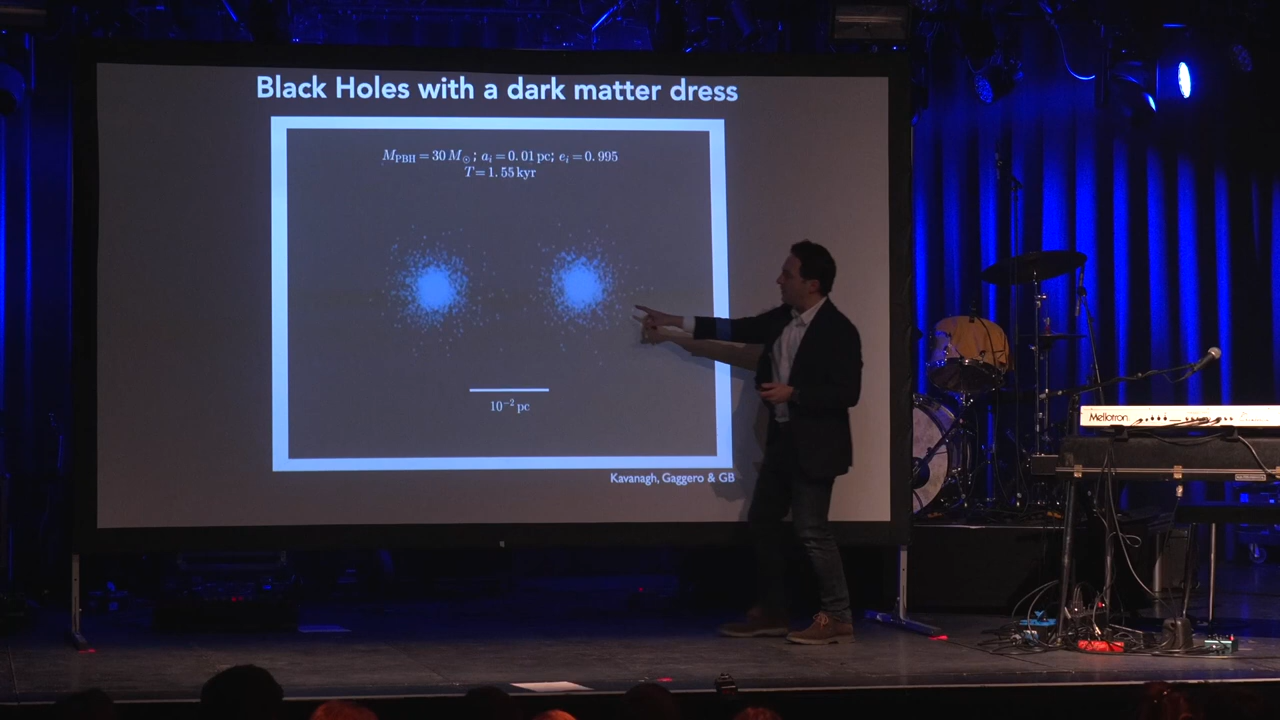 Black Holes with a dark matter dress
M_PBH = 30 M_⊙ ; a_i = 0.01 pc; e_i = 0.995
T = 1.55 kyr
10⁻² pc
Kavanagh, Gaggero & GB
Mellotron